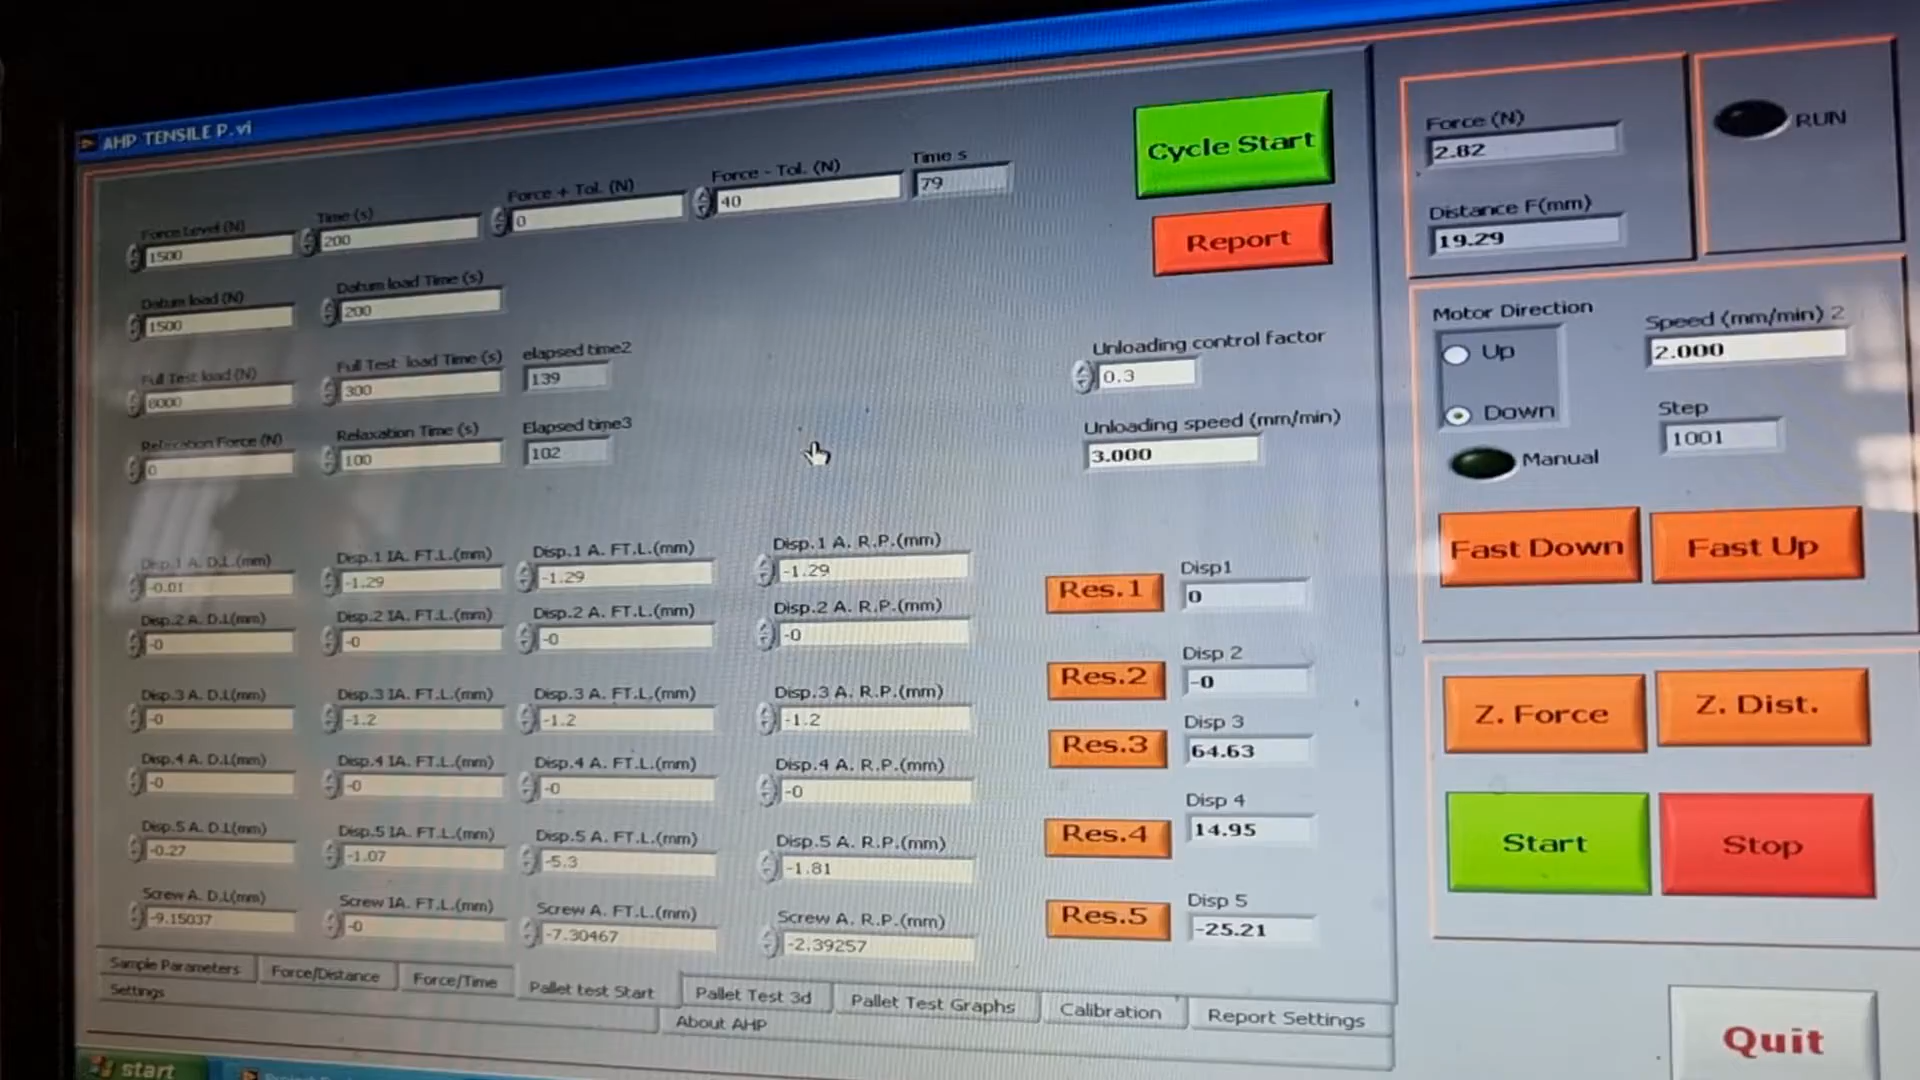 AHP TENSILE P.vi
Force Level (N)
1500
Time (s)
200
Force + Tol. (N)
0
Force - Tol. (N)
40
Time s
79
Cycle Start
Report
Datum load (N)
1500
Datum load Time (s)
200
Full Test load (N)
6000
Full Test load Time (s)
300
elapsed time2
139
Relaxation Force (N)
0
Relaxation Time (s)
100
Elapsed time3
102
Unloading control factor
0.3
Unloading speed (mm/min)
3.000
Disp.1 A. D.L.(mm)
-0.01
Disp.1 IA. FT.L.(mm)
-1.29
Disp.1 A. FT.L.(mm)
-1.29
Disp.1 A. R.P.(mm)
-1.29
Res.1
Disp1
0
Disp.2 A. D.L(mm)
-0
Disp.2 IA. FT.L.(mm)
-0
Disp.2 A. FT.L.(mm)
-0
Disp.2 A. R.P.(mm)
-0
Res.2
Disp 2
-0
Disp.3 A. D.L(mm)
-0
Disp.3 IA. FT.L.(mm)
-1.2
Disp.3 A. FT.L.(mm)
-1.2
Disp.3 A. R.P.(mm)
-1.2
Res.3
Disp 3
64.63
Disp.4 A. D.L(mm)
-0
Disp.4 IA. FT.L.(mm)
-0
Disp.4 A. FT.L.(mm)
-0
Disp.4 A. R.P.(mm)
-0
Res.4
Disp 4
14.95
Disp.5 A. D.L(mm)
-0.27
Disp.5 IA. FT.L.(mm)
-1.07
Disp.5 A. FT.L.(mm)
-5.3
Disp.5 A. R.P.(mm)
-1.81
Res.5
Disp 5
-25.21
Screw A. D.L(mm)
-9.15037
Screw IA. FT.L.(mm)
-0
Screw A. FT.L.(mm)
-7.30467
Screw A. R.P.(mm)
-2.39257
Sample Parameters
Force/Distance
Force/Time
Pallet test Start
Pallet Test 3d
Pallet Test Graphs
Calibration
Report Settings
Settings
About AHP
Force (N)
2.82
Distance F(mm)
19.29
RUN
Motor Direction
Up
Down
Manual
Speed (mm/min) 2
2.000
Step
1001
Fast Down
Fast Up
Z. Force
Z. Dist.
Start
Stop
Quit
start